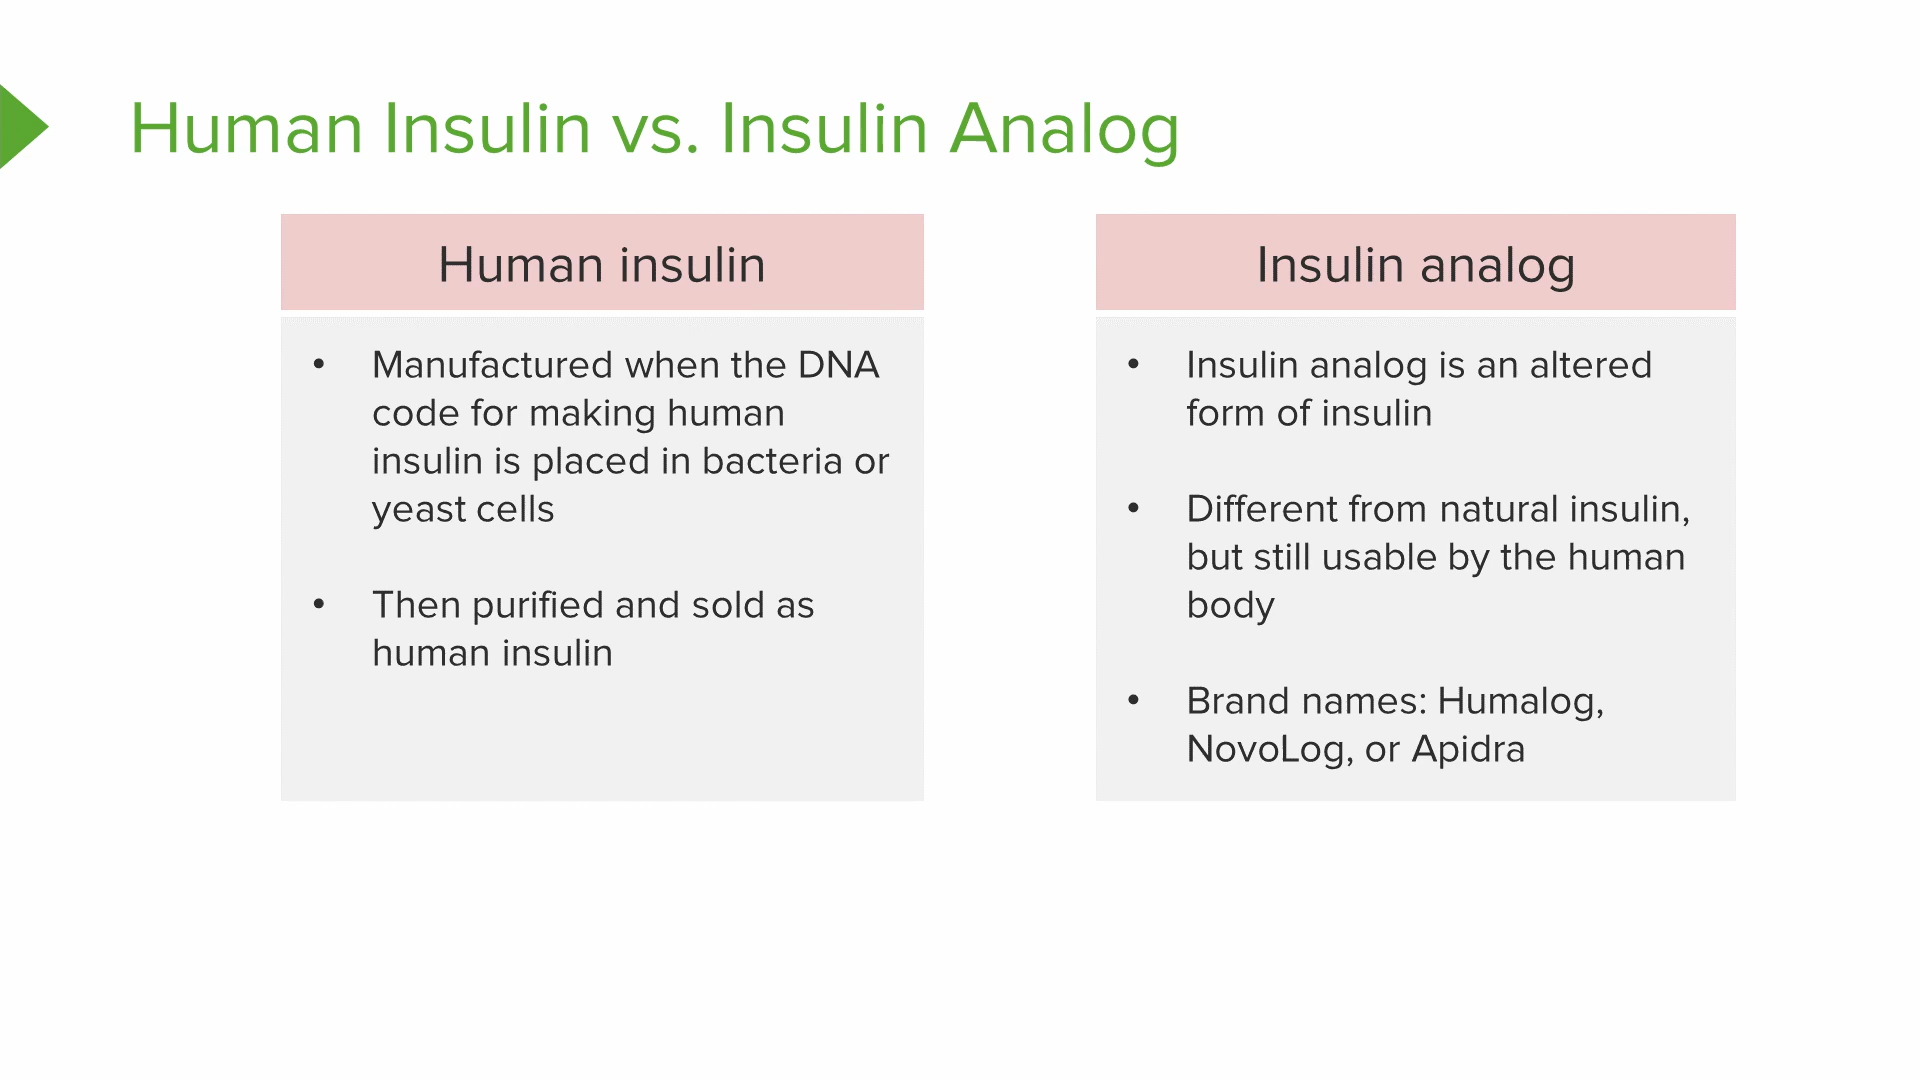 Human Insulin vs. Insulin Analog
Human insulin
• Manufactured when the DNA
code for making human
insulin is placed in bacteria or
yeast cells
• Then purified and sold as
human insulin
Insulin analog
• Insulin analog is an altered
form of insulin
• Different from natural insulin,
but still usable by the human
body
• Brand names: Humalog,
NovoLog, or Apidra